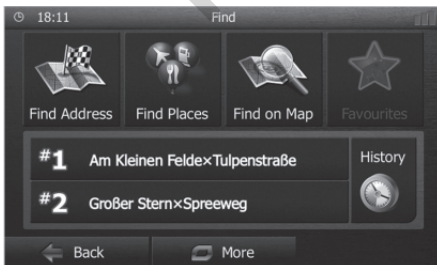 18:11 Find
Find Address Find Places Find on Map Favourites
#1 Am Kleinen Felde×Tulpenstraße History
#2 Großer Stern×Spreeweg
Back More